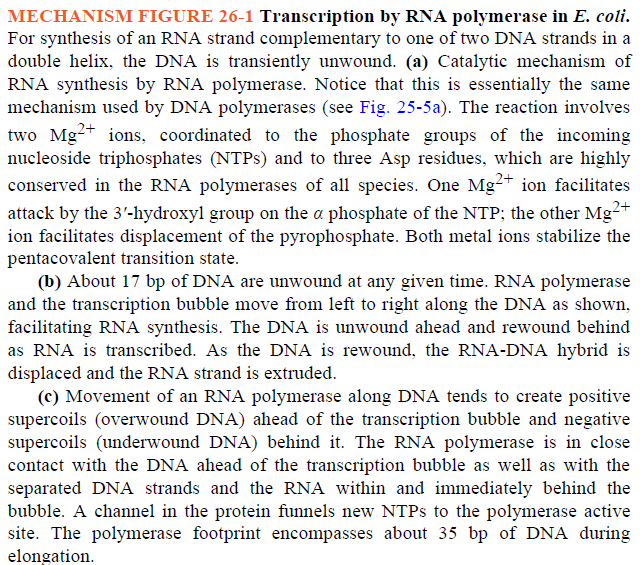 MECHANISM FIGURE 26-1 Transcription by RNA polymerase in E. coli.
For synthesis of an RNA strand complementary to one of two DNA strands in a
double helix, the DNA is transiently unwound. (a) Catalytic mechanism of
RNA synthesis by RNA polymerase. Notice that this is essentially the same
mechanism used by DNA polymerases (see Fig. 25-5a). The reaction involves
two Mg²⁺ ions, coordinated to the phosphate groups of the incoming
nucleoside triphosphates (NTPs) and to three Asp residues, which are highly
conserved in the RNA polymerases of all species. One Mg²⁺ ion facilitates
attack by the 3′-hydroxyl group on the α phosphate of the NTP; the other Mg²⁺
ion facilitates displacement of the pyrophosphate. Both metal ions stabilize the
pentacovalent transition state.
(b) About 17 bp of DNA are unwound at any given time. RNA polymerase
and the transcription bubble move from left to right along the DNA as shown,
facilitating RNA synthesis. The DNA is unwound ahead and rewound behind
as RNA is transcribed. As the DNA is rewound, the RNA-DNA hybrid is
displaced and the RNA strand is extruded.
(c) Movement of an RNA polymerase along DNA tends to create positive
supercoils (overwound DNA) ahead of the transcription bubble and negative
supercoils (underwound DNA) behind it. The RNA polymerase is in close
contact with the DNA ahead of the transcription bubble as well as with the
separated DNA strands and the RNA within and immediately behind the
bubble. A channel in the protein funnels new NTPs to the polymerase active
site. The polymerase footprint encompasses about 35 bp of DNA during
elongation.